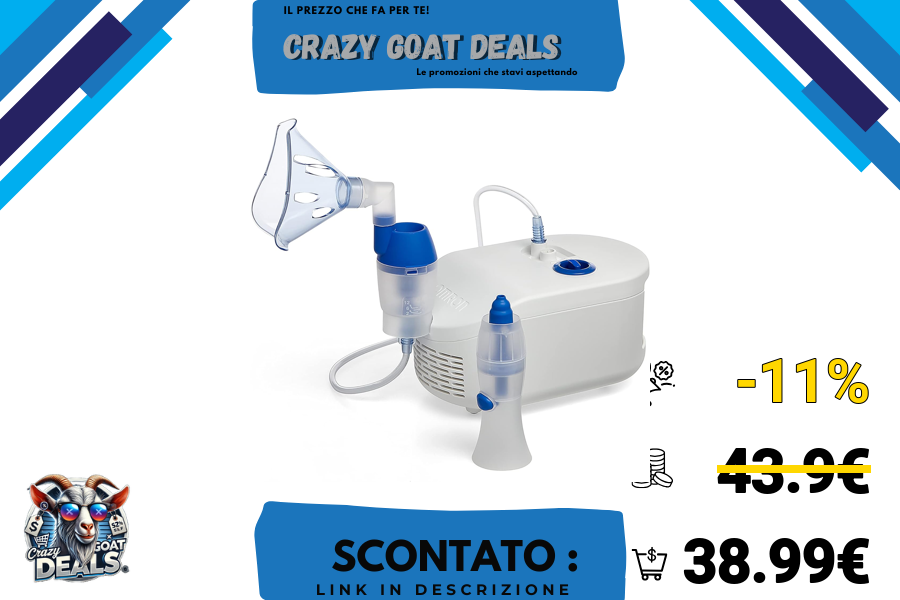 IL PREZZO CHE FA PER TE!
CRAZY GOAT DEALS
Le promozioni che stavi aspettando
-11%
43.9€
$
57%
Crazy
GOAT
DEALS
SCONTATO :
38.99€
LINK IN DESCRIZIONE